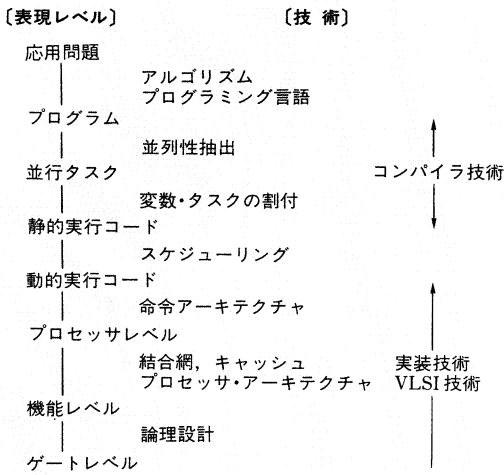 〔表現レベル〕 〔技 術〕
応用問題
アルゴリズム
プログラミング言語
プログラム
並列性抽出
並行タスク
コンパイラ技術
変数・タスクの割付
静的実行コード
スケジューリング
動的実行コード
命令アーキテクチャ
プロセッサレベル
結合網，キャッシュ 実装技術
プロセッサ・アーキテクチャ VLSI技術
機能レベル
論理設計
ゲートレベル